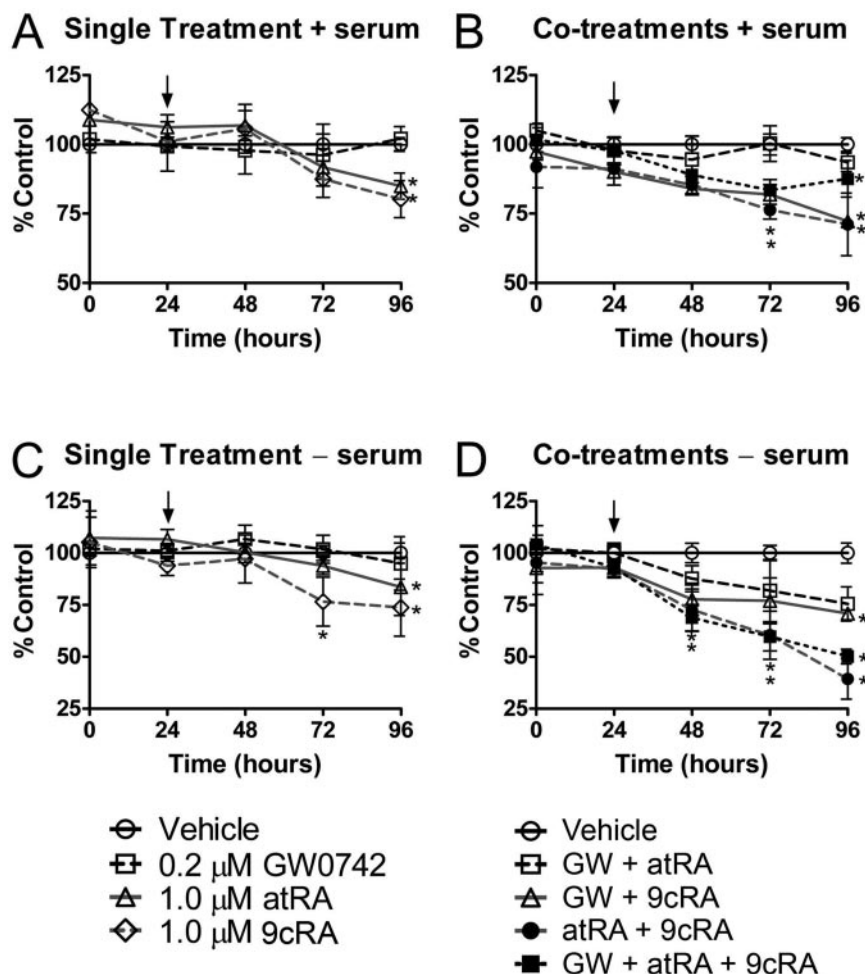 A Single Treatment + serum
125
100
75
50
% Control
0 24 48 72 96
Time (hours)
* *
B Co-treatments + serum
125
100
75
50
% Control
0 24 48 72 96
Time (hours)
* * * * *
C Single Treatment – serum
125
100
75
50
25
% Control
0 24 48 72 96
Time (hours)
* * *
D Co-treatments – serum
125
100
75
50
25
% Control
0 24 48 72 96
Time (hours)
* * * * * * *
Vehicle
0.2 μM GW0742
1.0 μM atRA
1.0 μM 9cRA
Vehicle
GW + atRA
GW + 9cRA
atRA + 9cRA
GW + atRA + 9cRA